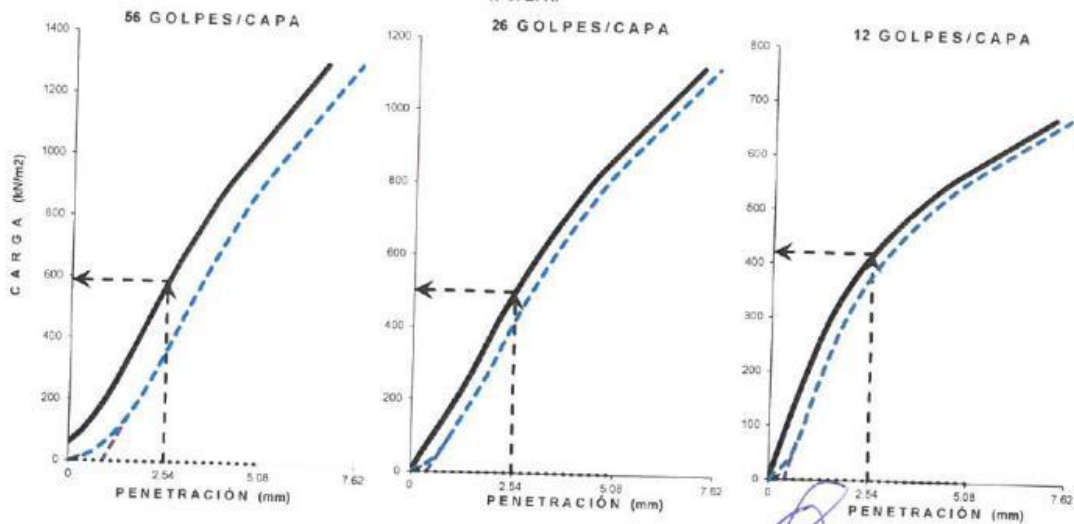 56 GOLPES/CAPA
CARGA (kN/m2)
1400
1200
1000
800
600
400
200
0
0 2.54 5.08 7.62
PENETRACIÓN (mm)
26 GOLPES/CAPA
1200
1000
800
600
400
200
0
0 2.54 5.08 7.62
PENETRACIÓN (mm)
12 GOLPES/CAPA
800
700
600
500
400
300
200
100
0
0 2.54 5.08 7.62
PENETRACIÓN (mm)